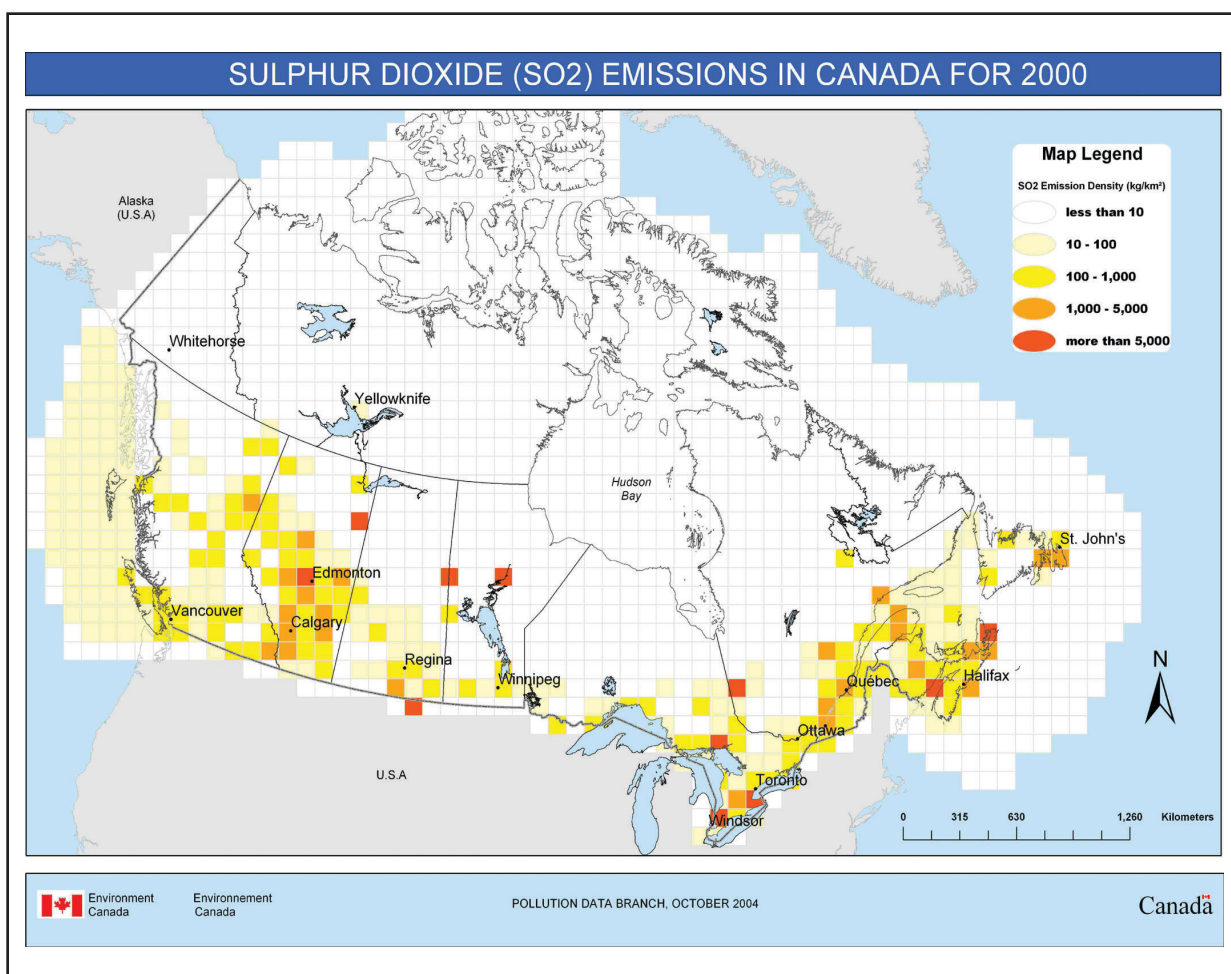 SULPHUR DIOXIDE (SO2) EMISSIONS IN CANADA FOR 2000
Map Legend
SO2 Emission Density (kg/km²)
less than 10
10 - 100
100 - 1,000
1,000 - 5,000
more than 5,000
Alaska
(U.S.A)
Whitehorse
Yellowknife
Hudson
Bay
St. John's
Edmonton
Vancouver
Calgary
Regina
Winnipeg
Québec
Halifax
Ottawa
Toronto
Windsor
U.S.A
N
0 315 630 1,260 Kilometers
Environment
Canada
Environnement
Canada
POLLUTION DATA BRANCH, OCTOBER 2004
Canada